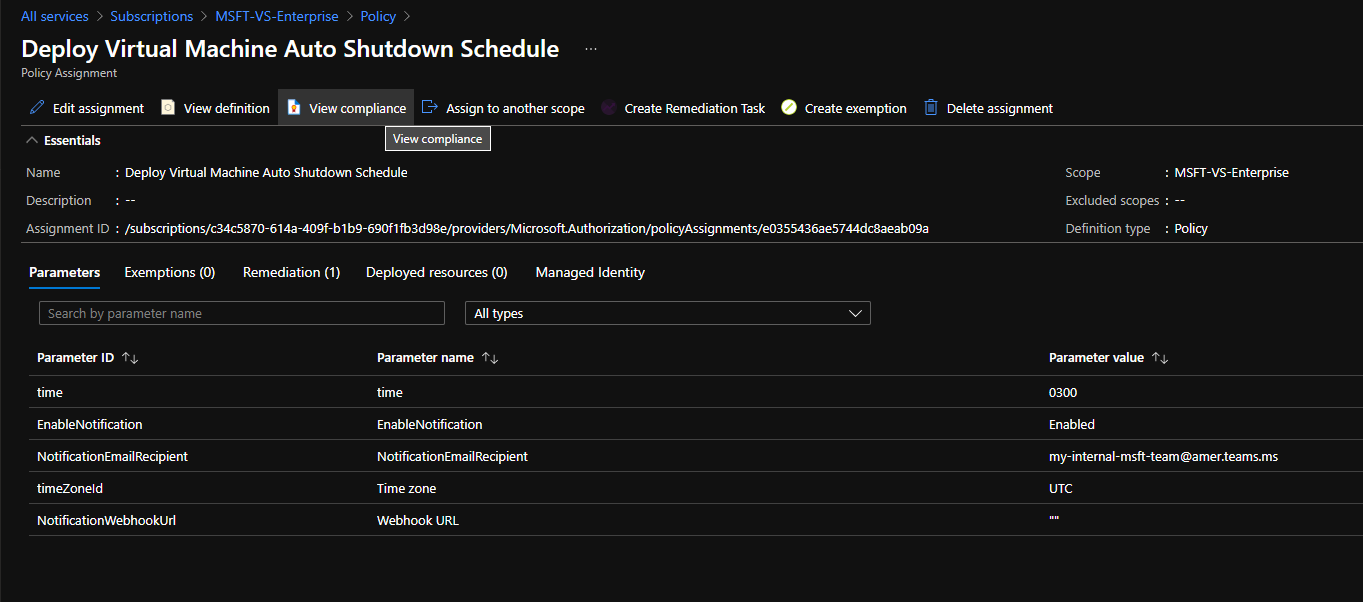 All services > Subscriptions > MSFT-VS-Enterprise > Policy >
Deploy Virtual Machine Auto Shutdown Schedule ...
Policy Assignment
Edit assignment View definition View compliance Assign to another scope Create Remediation Task Create exemption Delete assignment
View compliance
Essentials
Name : Deploy Virtual Machine Auto Shutdown Schedule Scope : MSFT-VS-Enterprise
Description : -- Excluded scopes : --
Assignment ID : /subscriptions/c34c5870-614a-409f-b1b9-690f1fb3d98e/providers/Microsoft.Authorization/policyAssignments/e0355436ae5744dc8aeab09a Definition type : Policy
Parameters Exemptions (0) Remediation (1) Deployed resources (0) Managed Identity
Search by parameter name All types
Parameter ID ↑↓ Parameter name ↑↓ Parameter value ↑↓
time time 0300
EnableNotification EnableNotification Enabled
NotificationEmailRecipient NotificationEmailRecipient my-internal-msft-team@amer.teams.ms
timeZoneId Time zone UTC
NotificationWebhookUrl Webhook URL ""